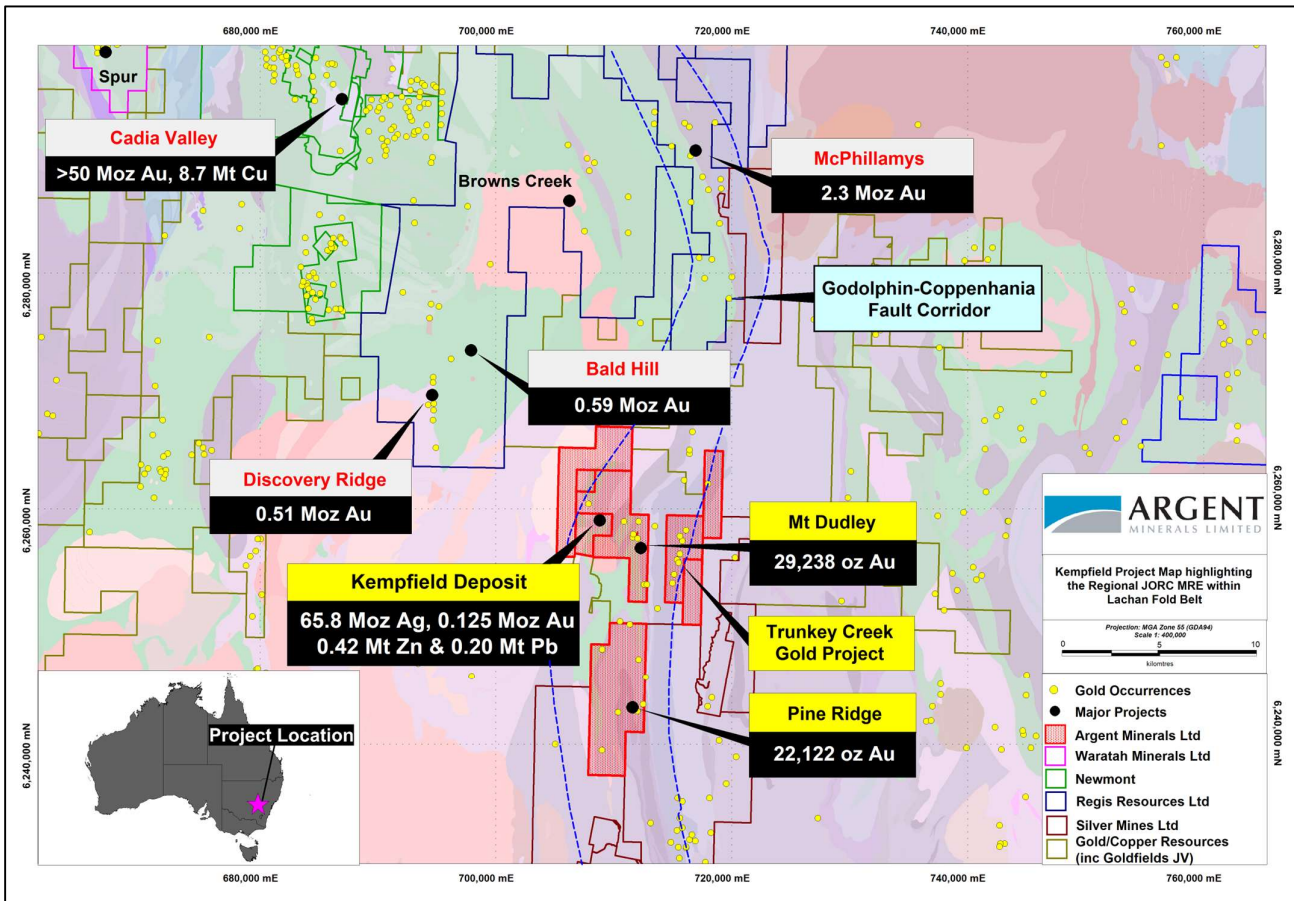 680,000 mE
700,000 mE
720,000 mE
740,000 mE
760,000 mE
Spur
Cadia Valley
>50 Moz Au, 8.7 Mt Cu
Browns Creek
McPhillamys
2.3 Moz Au
6,280,000 mN
6,280,000 mN
Godolphin-Coppenhania
Fault Corridor
Bald Hill
0.59 Moz Au
Discovery Ridge
0.51 Moz Au
6,260,000 mN
6,260,000 mN
Mt Dudley
29,238 oz Au
Kempfield Deposit
65.8 Moz Ag, 0.125 Moz Au
0.42 Mt Zn & 0.20 Mt Pb
Trunkey Creek
Gold Project
Pine Ridge
22,122 oz Au
6,240,000 mN
6,240,000 mN
Project Location
ARGENT
MINERALS LIMITED
Kempfield Project Map highlighting
the Regional JORC MRE within
Lachan Fold Belt
Projection: MGA Zone 55 (GDA94)
Scale 1: 400,000
0 5 10
kilomtres
Gold Occurrences
Major Projects
Argent Minerals Ltd
Waratah Minerals Ltd
Newmont
Regis Resources Ltd
Silver Mines Ltd
Gold/Copper Resources
(inc Goldfields JV)
680,000 mE
700,000 mE
720,000 mE
740,000 mE
760,000 mE